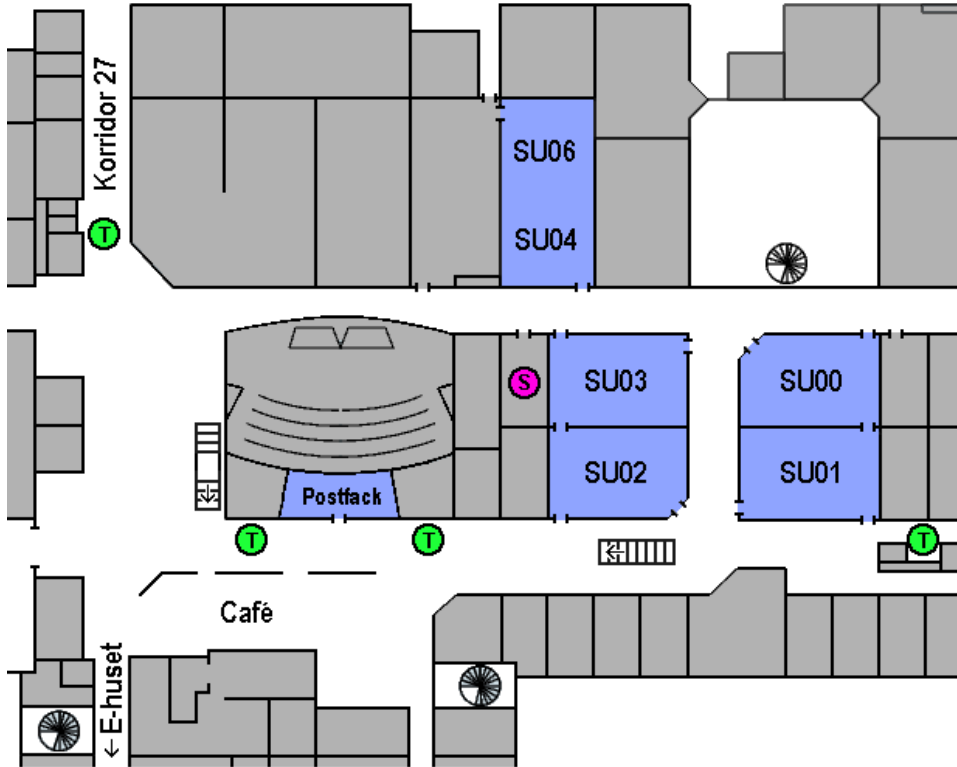 Korridor 27
SU06
T
SU04
SU03
S
SU00
SU02
SU01
Postfack
T
T
T
Café
←E-huset